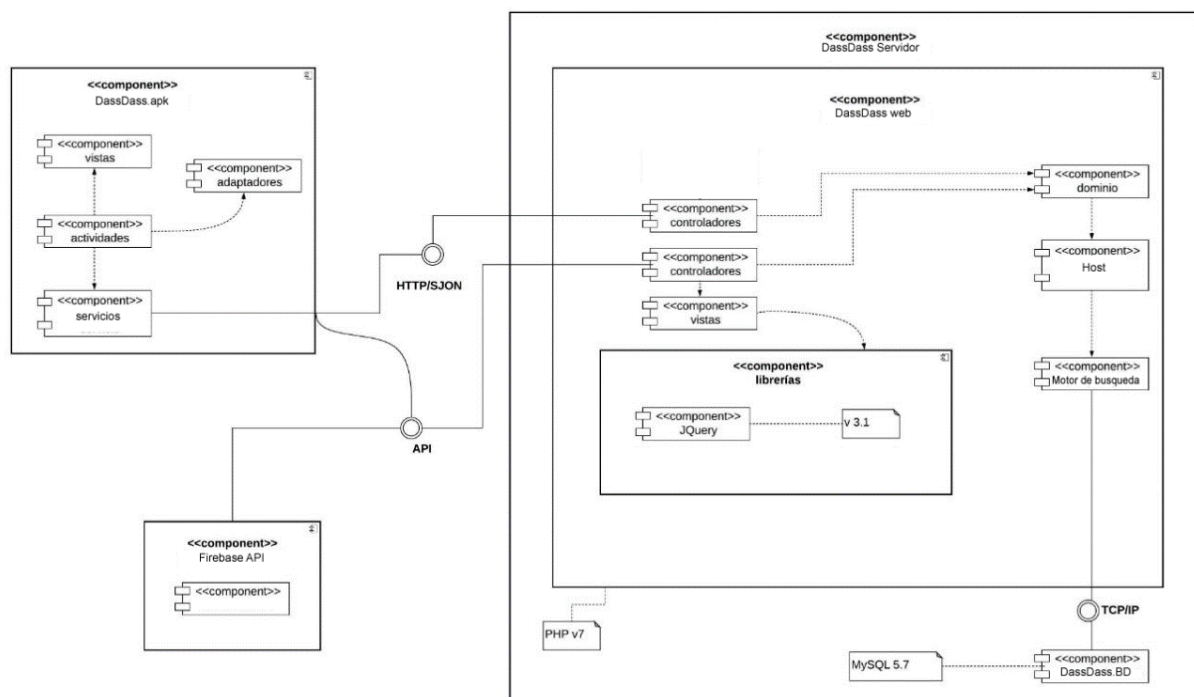 <<component>>
DassDass Servidor
<<component>>
DassDass.apk
<<component>>
vistas
<<component>>
adaptadores
<<component>>
actividades
<<component>>
servicios
HTTP/SJON
API
<<component>>
Firebase API
<<component>>
<<component>>
DassDass web
<<component>>
controladores
<<component>>
controladores
<<component>>
vistas
<<component>>
librerías
<<component>>
JQuery
v 3.1
<<component>>
dominio
<<component>>
Host
<<component>>
Motor de busqueda
PHP v7
TCP/IP
MySQL 5.7
<<component>>
DassDass.BD